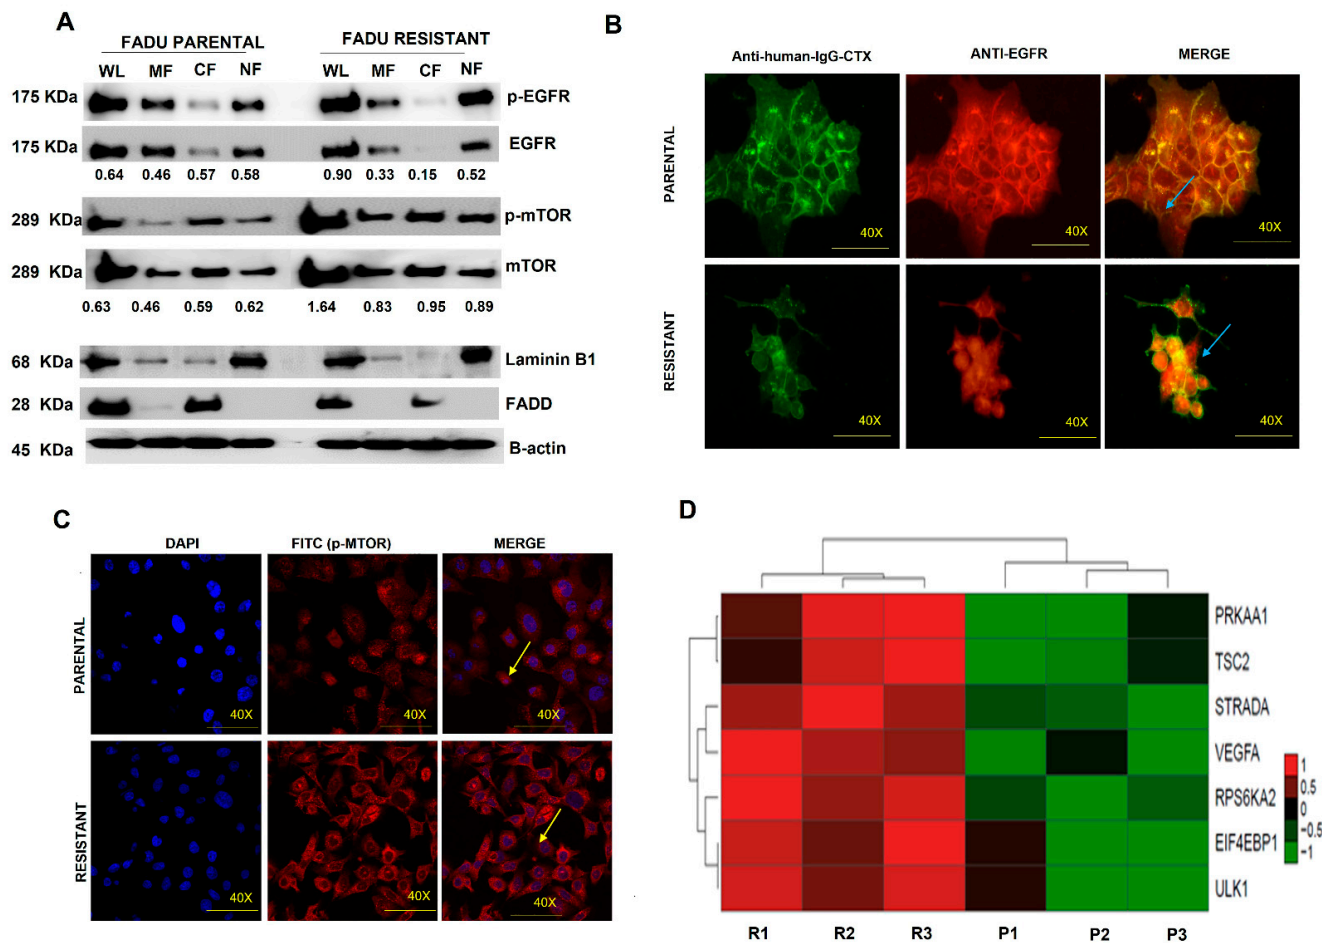 A
FADU PARENTAL
FADU RESISTANT
WL MF CF NF WL MF CF NF
175 KDa p-EGFR
175 KDa EGFR
0.64 0.46 0.57 0.58 0.90 0.33 0.15 0.52
289 KDa p-mTOR
289 KDa mTOR
0.63 0.46 0.59 0.62 1.64 0.83 0.95 0.89
68 KDa Laminin B1
28 KDa FADD
45 KDa B-actin
B
Anti-human-IgG-CTX ANTI-EGFR MERGE
PARENTAL
40X 40X 40X
RESISTANT
40X 40X 40X
C
DAPI FITC (p-MTOR) MERGE
PARENTAL
40X 40X 40X
RESISTANT
40X 40X 40X
D
PRKAA1
TSC2
STRADA
VEGFA
RPS6KA2
EIF4EBP1
ULK1
1
0.5
0
−0.5
−1
R1 R2 R3 P1 P2 P3